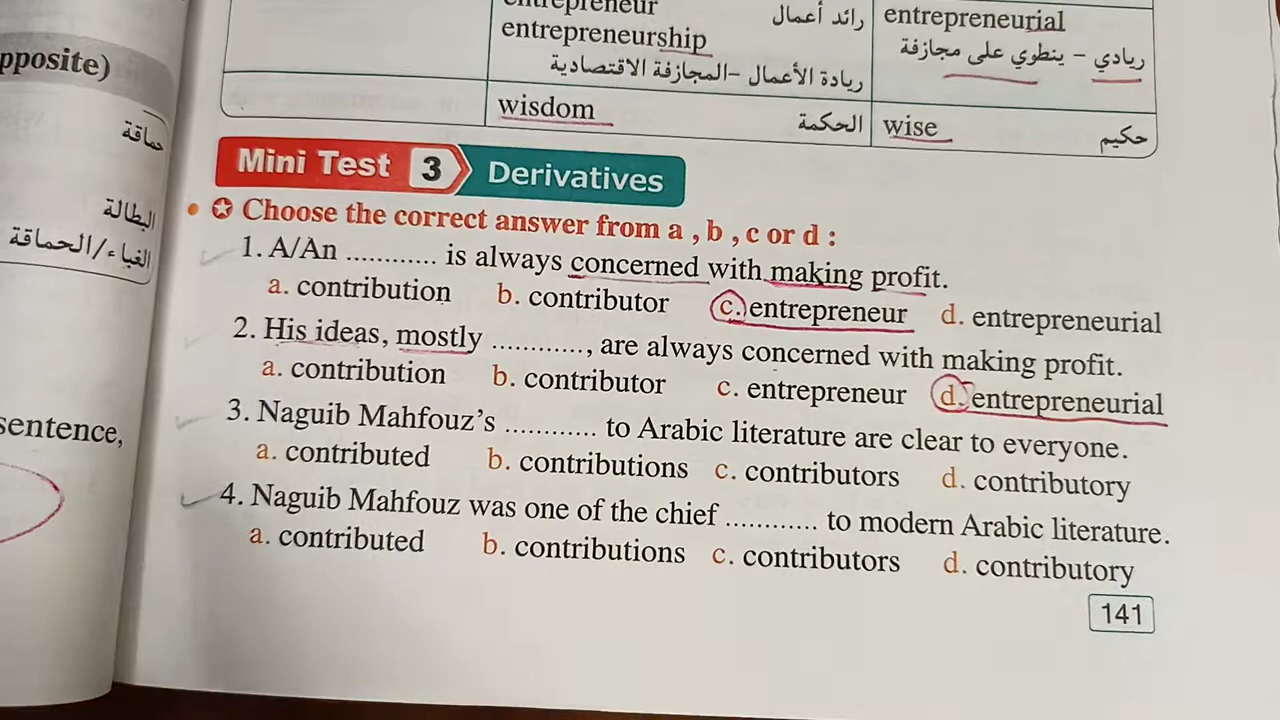 entrepreneur رائد أعمال entrepreneurial
entrepreneurship ريادي – ينطوي على مجازفة
ريادة الأعمال –المجازفة الاقتصادية
wisdom الحكمة wise حكيم
pposite)
حماقة
البطالة
الغباء/الحماقة
sentence,
Mini Test 3 Derivatives
Choose the correct answer from a , b , c or d :
1. A/An ............ is always concerned with making profit.
a. contribution b. contributor c. entrepreneur d. entrepreneurial
2. His ideas, mostly ............, are always concerned with making profit.
a. contribution b. contributor c. entrepreneur d. entrepreneurial
3. Naguib Mahfouz’s ............ to Arabic literature are clear to everyone.
a. contributed b. contributions c. contributors d. contributory
4. Naguib Mahfouz was one of the chief ............ to modern Arabic literature.
a. contributed b. contributions c. contributors d. contributory
141